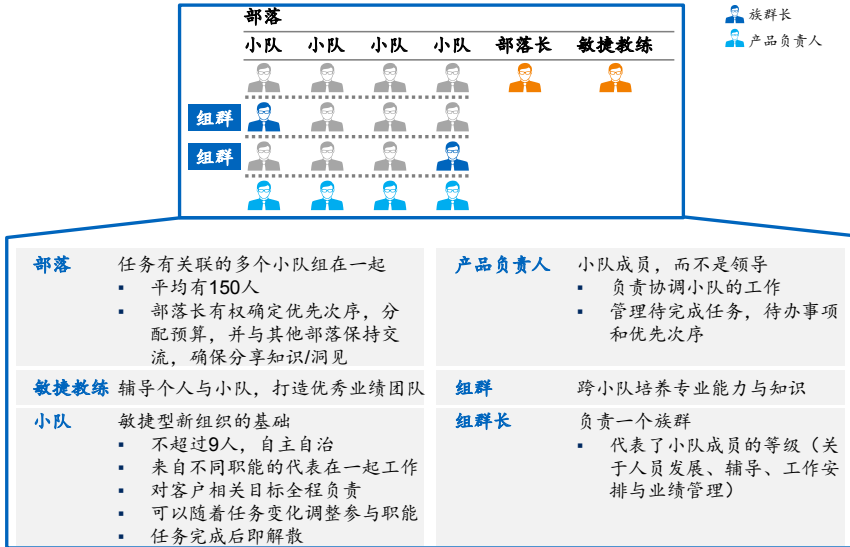 部落
小队 小队 小队 小队 部落长 敏捷教练
族群长
产品负责人
组群
组群
部落 任务有关联的多个小队组在一起
▪ 平均有150人
▪ 部落长有权确定优先次序，分
配预算，并与其他部落保持交
流，确保分享知识/洞见
敏捷教练 辅导个人与小队，打造优秀业绩团队
小队 敏捷型新组织的基础
▪ 不超过9人，自主自治
▪ 来自不同职能的代表在一起工作
▪ 对客户相关目标全程负责
▪ 可以随着任务变化调整参与职能
▪ 任务完成后即解散
产品负责人 小队成员，而不是领导
▪ 负责协调小队的工作
▪ 管理待完成任务，待办事项
和优先次序
组群 跨小队培养专业能力与知识
组群长 负责一个族群
▪ 代表了小队成员的等级（关
于人员发展、辅导、工作安
排与业绩管理）